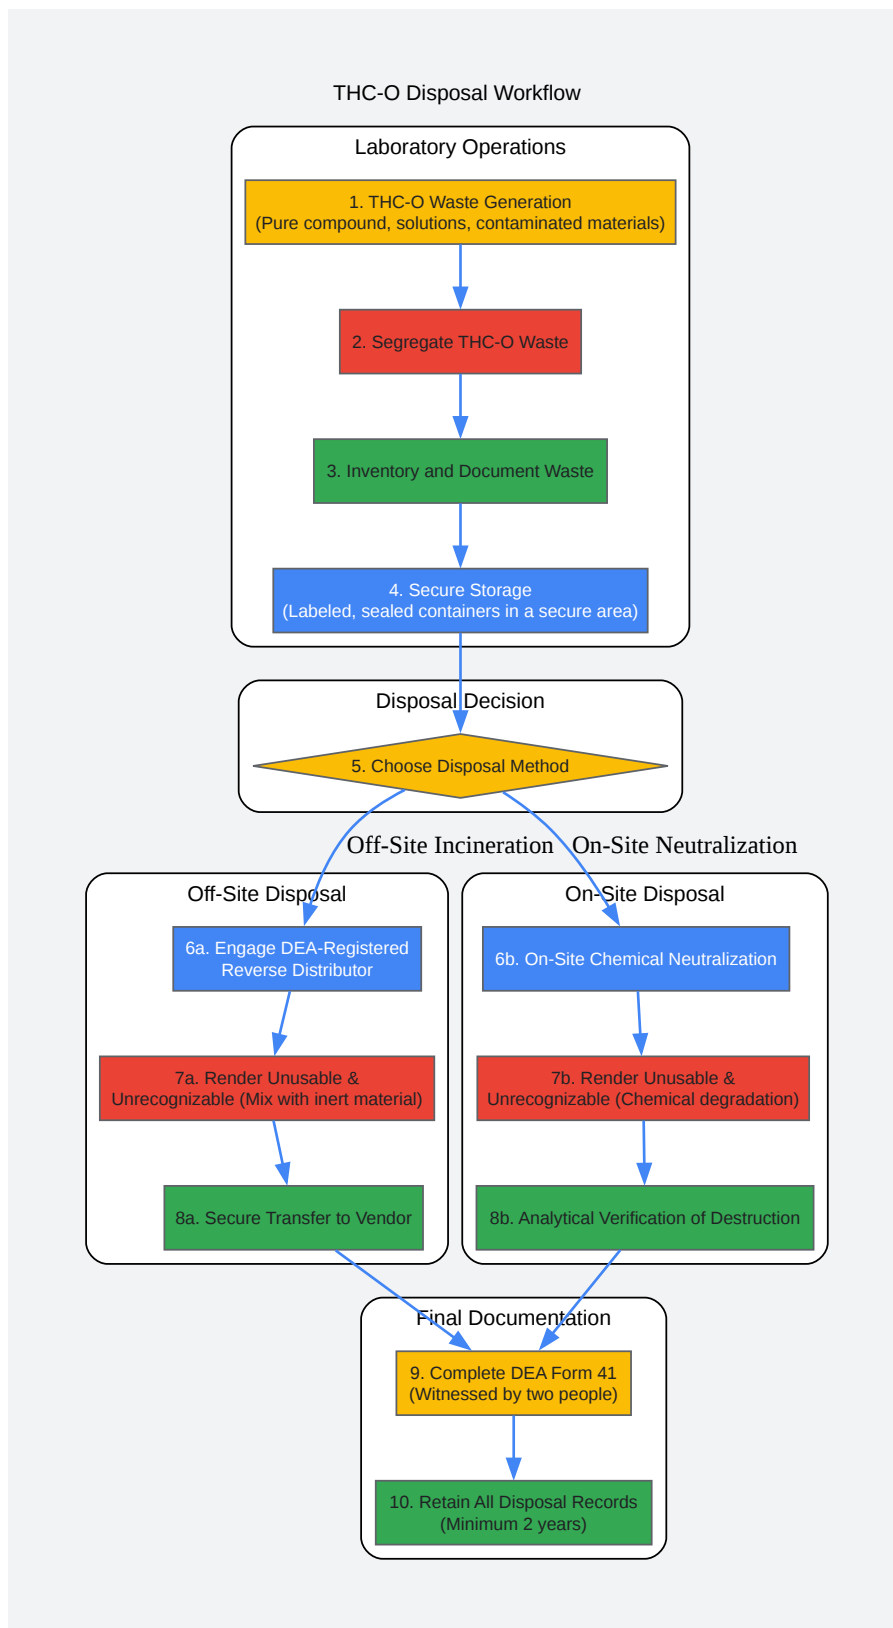 THC-O Disposal Workflow
Laboratory Operations
1. THC-O Waste Generation
(Pure compound, solutions, contaminated materials)
2. Segregate THC-O Waste
3. Inventory and Document Waste
4. Secure Storage
(Labeled, sealed containers in a secure area)
Disposal Decision
5. Choose Disposal Method
Off-Site Incineration
On-Site Neutralization
Off-Site Disposal
6a. Engage DEA-Registered
Reverse Distributor
7a. Render Unusable &
Unrecognizable (Mix with inert material)
8a. Secure Transfer to Vendor
On-Site Disposal
6b. On-Site Chemical Neutralization
7b. Render Unusable &
Unrecognizable (Chemical degradation)
8b. Analytical Verification of Destruction
Final Documentation
9. Complete DEA Form 41
(Witnessed by two people)
10. Retain All Disposal Records
(Minimum 2 years)